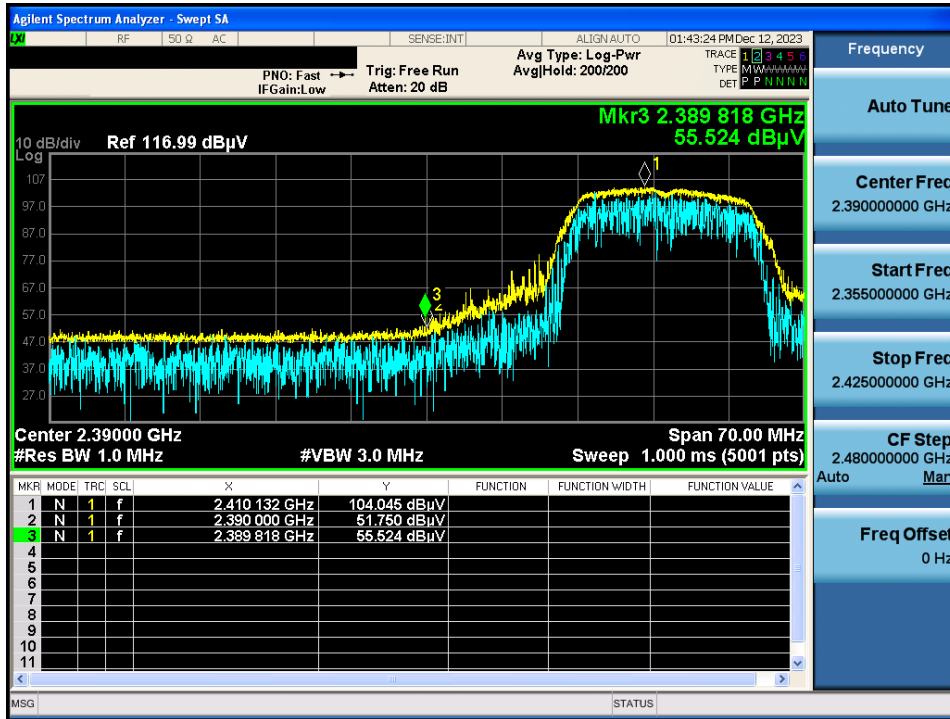 Agilent Spectrum Analyzer - Swept SA
LXI RF 50 Ω AC SENSE:INT ALIGN AUTO 01:43:24 PM Dec 12, 2023
PNO: Fast Trig: Free Run Avg Type: Log-Pwr TRACE 1 2 3 4 5 6
IFGain:Low Atten: 20 dB Avg|Hold: 200/200 TYPE M W W W W W
DET P P N N N N
Mkr3 2.389 818 GHz
55.524 dBµV
10 dB/div Ref 116.99 dBµV
Log
107
97.0
87.0
77.0
67.0
57.0
47.0
37.0
27.0
1
3
2
Center 2.39000 GHz Span 70.00 MHz
#Res BW 1.0 MHz #VBW 3.0 MHz Sweep 1.000 ms (5001 pts)
MKR MODE TRC SCL X Y FUNCTION FUNCTION WIDTH FUNCTION VALUE
1 N 1 f 2.410 132 GHz 104.045 dBµV
2 N 1 f 2.390 000 GHz 51.750 dBµV
3 N 1 f 2.389 818 GHz 55.524 dBµV
4
5
6
7
8
9
10
11
MSG STATUS
Frequency
Auto Tune
Center Freq
2.390000000 GHz
Start Freq
2.355000000 GHz
Stop Freq
2.425000000 GHz
CF Step
2.480000000 GHz
Auto Man
Freq Offset
0 Hz